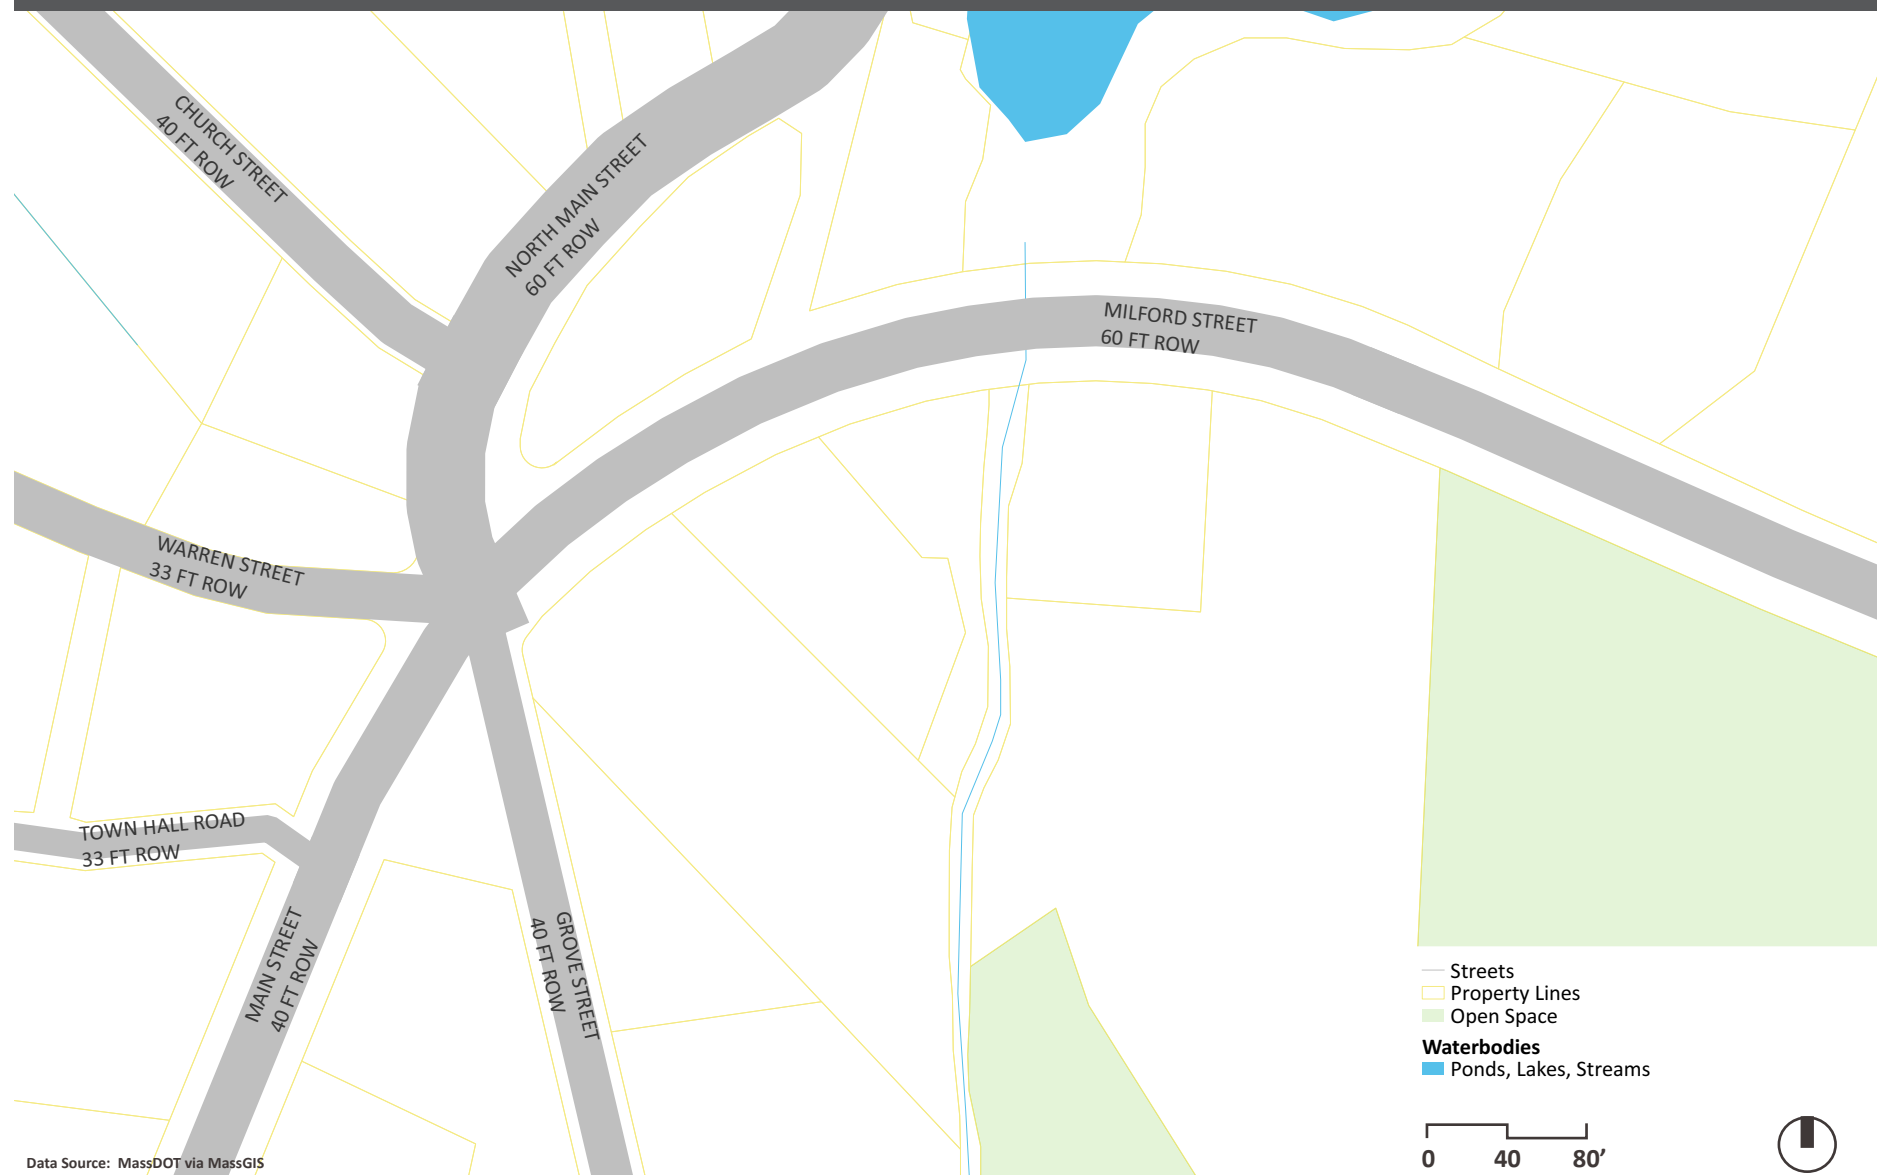 CHURCH STREET
40 FT ROW
NORTH MAIN STREET
60 FT ROW
MILFORD STREET
60 FT ROW
WARREN STREET
33 FT ROW
TOWN HALL ROAD
33 FT ROW
MAIN STREET
40 FT ROW
GROVE STREET
40 FT ROW
Streets
Property Lines
Open Space
Waterbodies
Ponds, Lakes, Streams
0 40 80’
Data Source: MassDOT via MassGIS